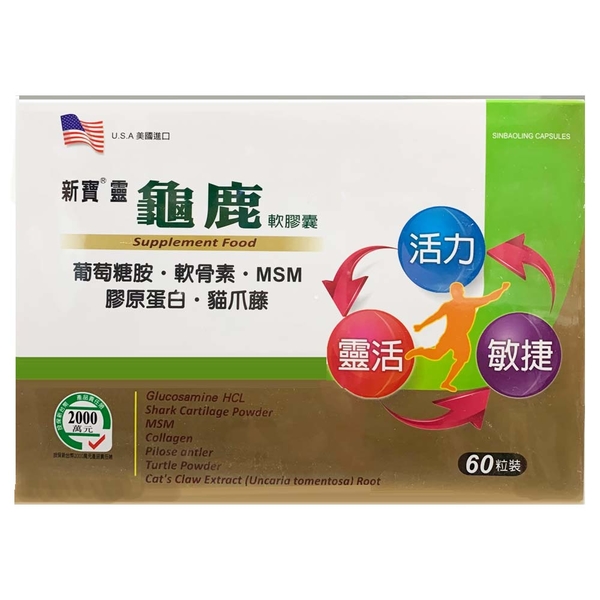 U.S.A 美國進口
SINBAOLING CAPSULES
新寶®靈 龜鹿 軟膠囊
Supplement Food
葡萄糖胺・軟骨素・MSM
膠原蛋白・貓爪藤
活力
靈活
敏捷
2000
萬元
Glucosamine HCL
Shark Cartilage Powder
MSM
Collagen
Pilose antler
Turtle Powder
Cat's Claw Extract (Uncaria tomentosa) Root
60粒裝